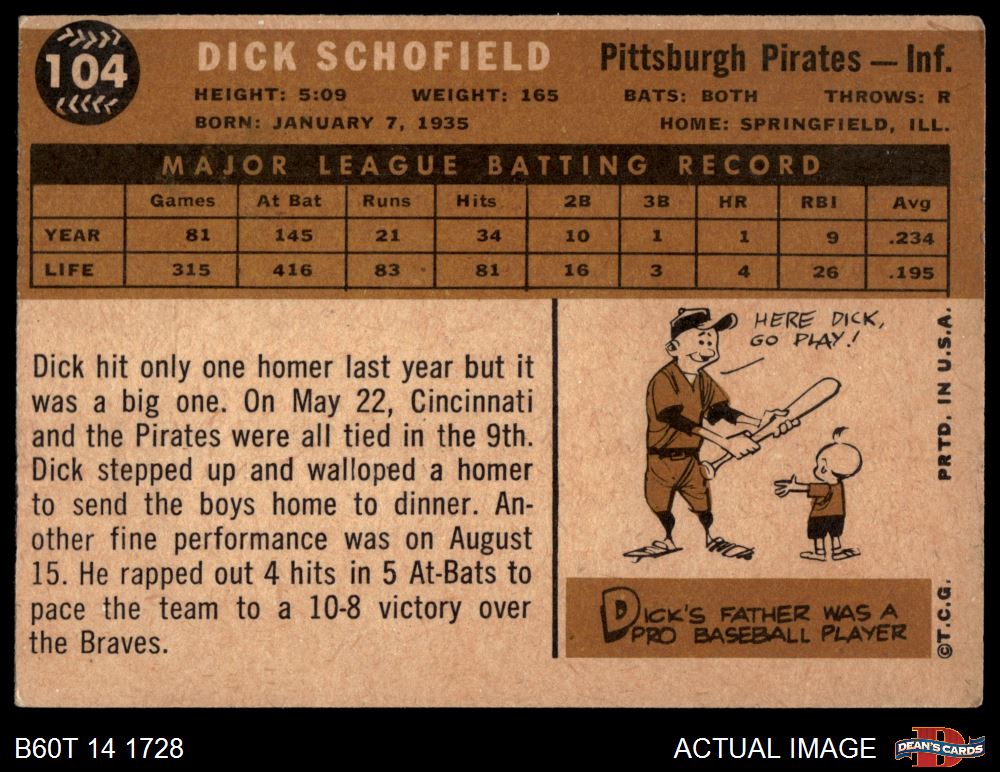 104
DICK SCHOFIELD
Pittsburgh Pirates — Inf.
HEIGHT: 5:09 WEIGHT: 165 BATS: BOTH THROWS: R
BORN: JANUARY 7, 1935 HOME: SPRINGFIELD, ILL.
MAJOR LEAGUE BATTING RECORD
Games At Bat Runs Hits 2B 3B HR RBI Avg
YEAR 81 145 21 34 10 1 1 9 .234
LIFE 315 416 83 81 16 3 4 26 .195
Dick hit only one homer last year but it
was a big one. On May 22, Cincinnati
and the Pirates were all tied in the 9th.
Dick stepped up and walloped a homer
to send the boys home to dinner. An-
other fine performance was on August
15. He rapped out 4 hits in 5 At-Bats to
pace the team to a 10-8 victory over
the Braves.
HERE DICK,
GO PLAY!
DICK'S FATHER WAS A
PRO BASEBALL PLAYER
©T.C.G. PRTD. IN U.S.A.
B60T 14 1728
ACTUAL IMAGE
D
DEAN'S CARDS